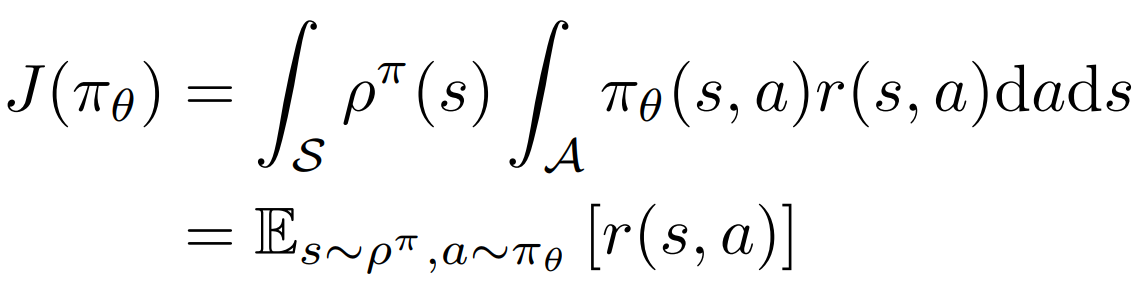 J(π_θ) = ∫_𝒮 ρ^π(s) ∫_𝒜 π_θ(s, a)r(s, a)dads
= 𝔼_{s∼ρ^π,a∼π_θ} [r(s, a)]